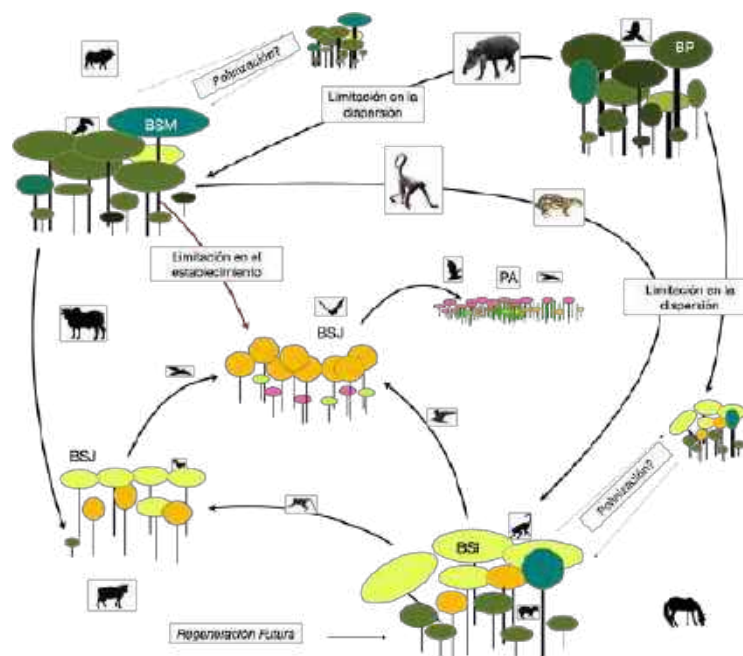 Polinización?
BP
Limitación en la
dispersión
BSM
Limitación en el
establecimiento
PA
Limitación en la
dispersión
BSJ
BSJ
Polinización?
BSI
Regeneración Futura